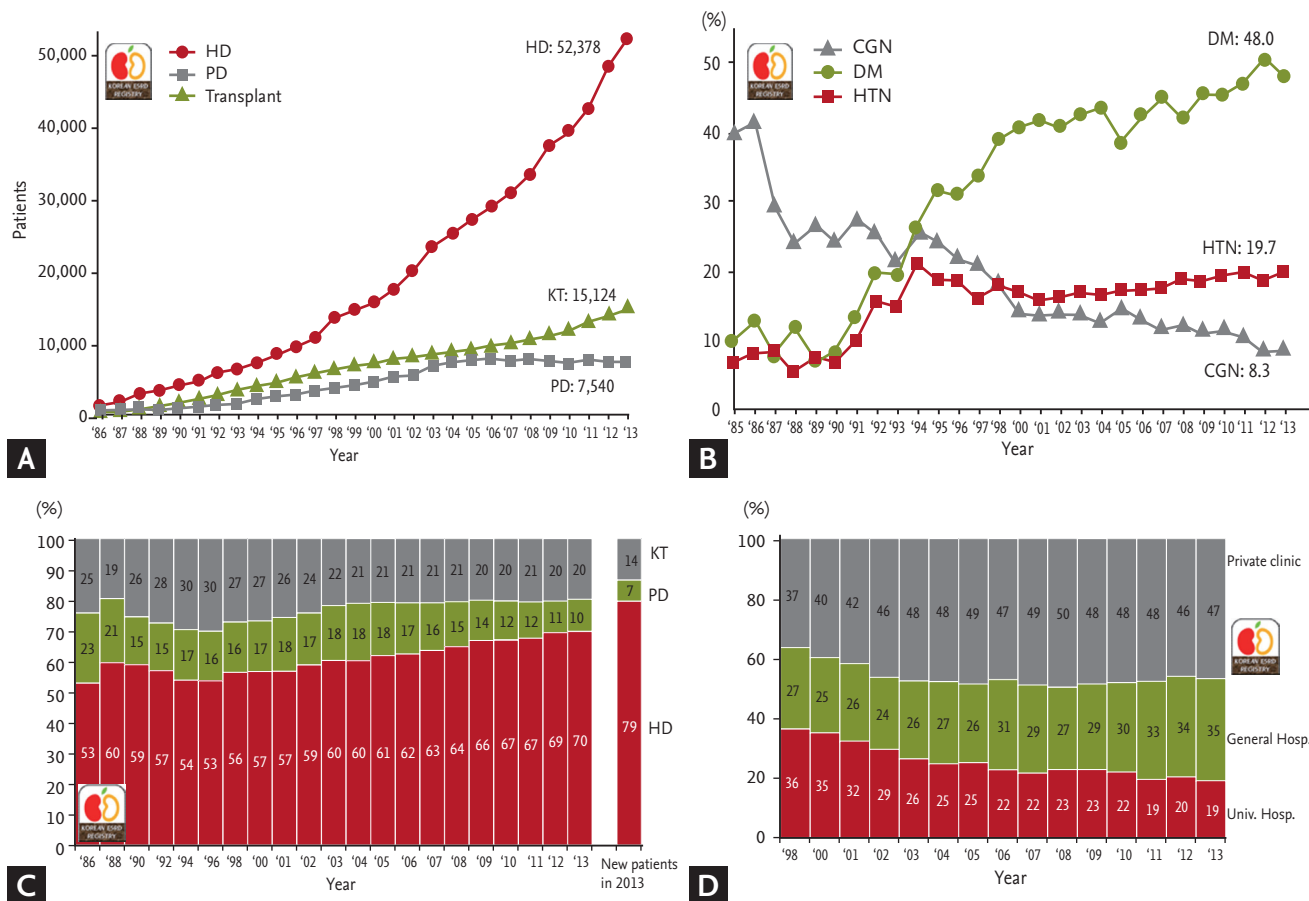 HD
PD
Transplant
KOREAN ESRD
REGISTRY
HD: 52,378
KT: 15,124
PD: 7,540
Patients
50,000
40,000
30,000
20,000
10,000
0
'86 '87 '88 '89 '90 '91 '92 '93 '94 '95 '96 '97 '98 '99 '00 '01 '02 '03 '04 '05 '06 '07 '08 '09 '10 '11 '12 '13
Year
A
(%)
CGN
DM
HTN
KOREAN ESRD
REGISTRY
DM: 48.0
HTN: 19.7
CGN: 8.3
50
40
30
20
10
0
'85 '86 '87 '88 '89 '90 '91 '92 '93 '94 '95 '96 '97 '98 '00 '01 '02 '03 '04 '05 '06 '07 '08 '09 '10 '11 '12 '13
Year
B
(%)
100
90
80
70
60
50
40
30
20
10
0
25 19 26 28 30 30 27 27 26 24 22 21 21 21 21 21 20 20 21 20 20 14
23 21 15 15 17 16 16 17 18 17 18 18 18 17 16 15 14 12 12 11 10 7
53 60 59 57 54 53 56 57 57 59 60 60 61 62 63 64 66 67 67 69 70 79
KT
PD
HD
KOREAN ESRD
REGISTRY
'86 '88 '90 '92 '94 '96 '98 '00 '01 '02 '03 '04 '05 '06 '07 '08 '09 '10 '11 '12 '13
New patients
in 2013
Year
C
(%)
100
80
60
40
20
0
37 40 42 46 48 48 49 47 49 50 48 48 48 46 47
27 25 26 24 26 27 26 31 29 27 29 30 33 34 35
36 35 32 29 26 25 25 22 22 23 23 22 19 20 19
Private clinic
KOREAN ESRD
REGISTRY
General Hosp.
Univ. Hosp.
'98 '00 '01 '02 '03 '04 '05 '06 '07 '08 '09 '10 '11 '12 '13
Year
D